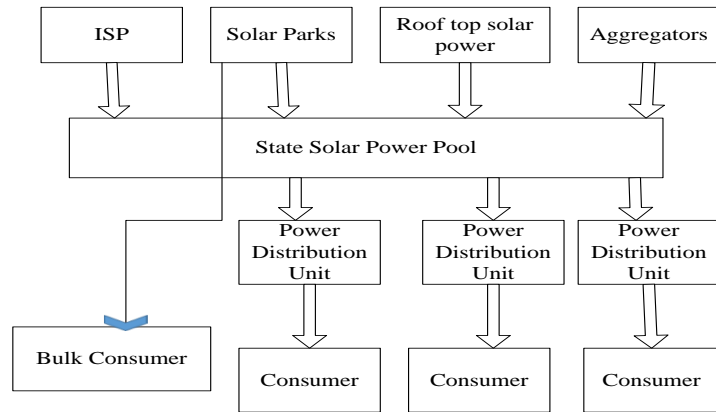 ISP
Solar Parks
Roof top solar
power
Aggregators
State Solar Power Pool
Power
Distribution
Unit
Power
Distribution
Unit
Power
Distribution
Unit
Bulk Consumer
Consumer
Consumer
Consumer